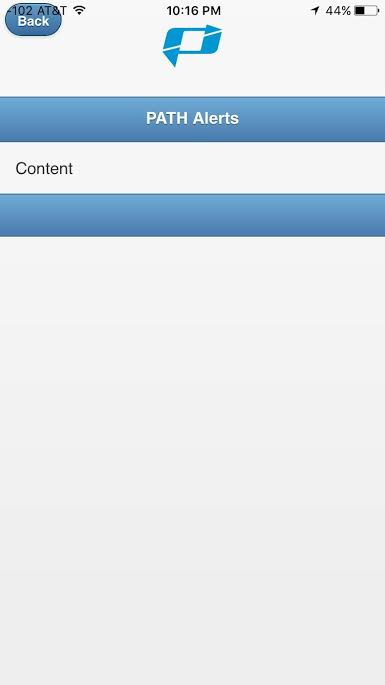 -102 AT&T 10:16 PM 44%
Back
PATH Alerts
Content